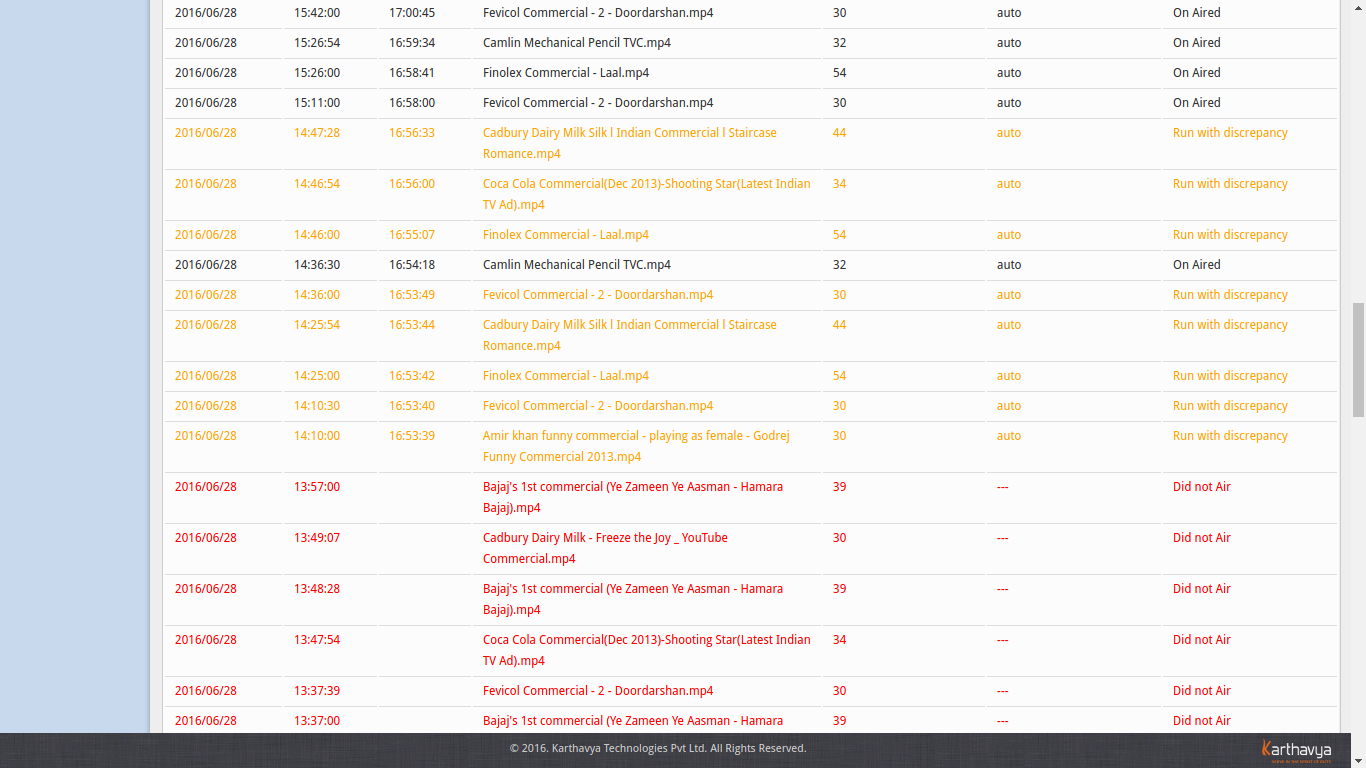 2016/06/28 15:42:00 17:00:45 Fevicol Commercial - 2 - Doordarshan.mp4 30 auto On Aired
2016/06/28 15:26:54 16:59:34 Camlin Mechanical Pencil TVC.mp4 32 auto On Aired
2016/06/28 15:26:00 16:58:41 Finolex Commercial - Laal.mp4 54 auto On Aired
2016/06/28 15:11:00 16:58:00 Fevicol Commercial - 2 - Doordarshan.mp4 30 auto On Aired
2016/06/28 14:47:28 16:56:33 Cadbury Dairy Milk Silk l Indian Commercial l Staircase 44 auto Run with discrepancy
Romance.mp4
2016/06/28 14:46:54 16:56:00 Coca Cola Commercial(Dec 2013)-Shooting Star(Latest Indian 34 auto Run with discrepancy
TV Ad).mp4
2016/06/28 14:46:00 16:55:07 Finolex Commercial - Laal.mp4 54 auto Run with discrepancy
2016/06/28 14:36:30 16:54:18 Camlin Mechanical Pencil TVC.mp4 32 auto On Aired
2016/06/28 14:36:00 16:53:49 Fevicol Commercial - 2 - Doordarshan.mp4 30 auto Run with discrepancy
2016/06/28 14:25:54 16:53:44 Cadbury Dairy Milk Silk l Indian Commercial l Staircase 44 auto Run with discrepancy
Romance.mp4
2016/06/28 14:25:00 16:53:42 Finolex Commercial - Laal.mp4 54 auto Run with discrepancy
2016/06/28 14:10:30 16:53:40 Fevicol Commercial - 2 - Doordarshan.mp4 30 auto Run with discrepancy
2016/06/28 14:10:00 16:53:39 Amir khan funny commercial - playing as female - Godrej 30 auto Run with discrepancy
Funny Commercial 2013.mp4
2016/06/28 13:57:00 Bajaj's 1st commercial (Ye Zameen Ye Aasman - Hamara 39 --- Did not Air
Bajaj).mp4
2016/06/28 13:49:07 Cadbury Dairy Milk - Freeze the Joy _ YouTube 30 --- Did not Air
Commercial.mp4
2016/06/28 13:48:28 Bajaj's 1st commercial (Ye Zameen Ye Aasman - Hamara 39 --- Did not Air
Bajaj).mp4
2016/06/28 13:47:54 Coca Cola Commercial(Dec 2013)-Shooting Star(Latest Indian 34 --- Did not Air
TV Ad).mp4
2016/06/28 13:37:39 Fevicol Commercial - 2 - Doordarshan.mp4 30 --- Did not Air
2016/06/28 13:37:00 Bajaj's 1st commercial (Ye Zameen Ye Aasman - Hamara 39 --- Did not Air
© 2016. Karthavya Technologies Pvt Ltd. All Rights Reserved.
Karthavya